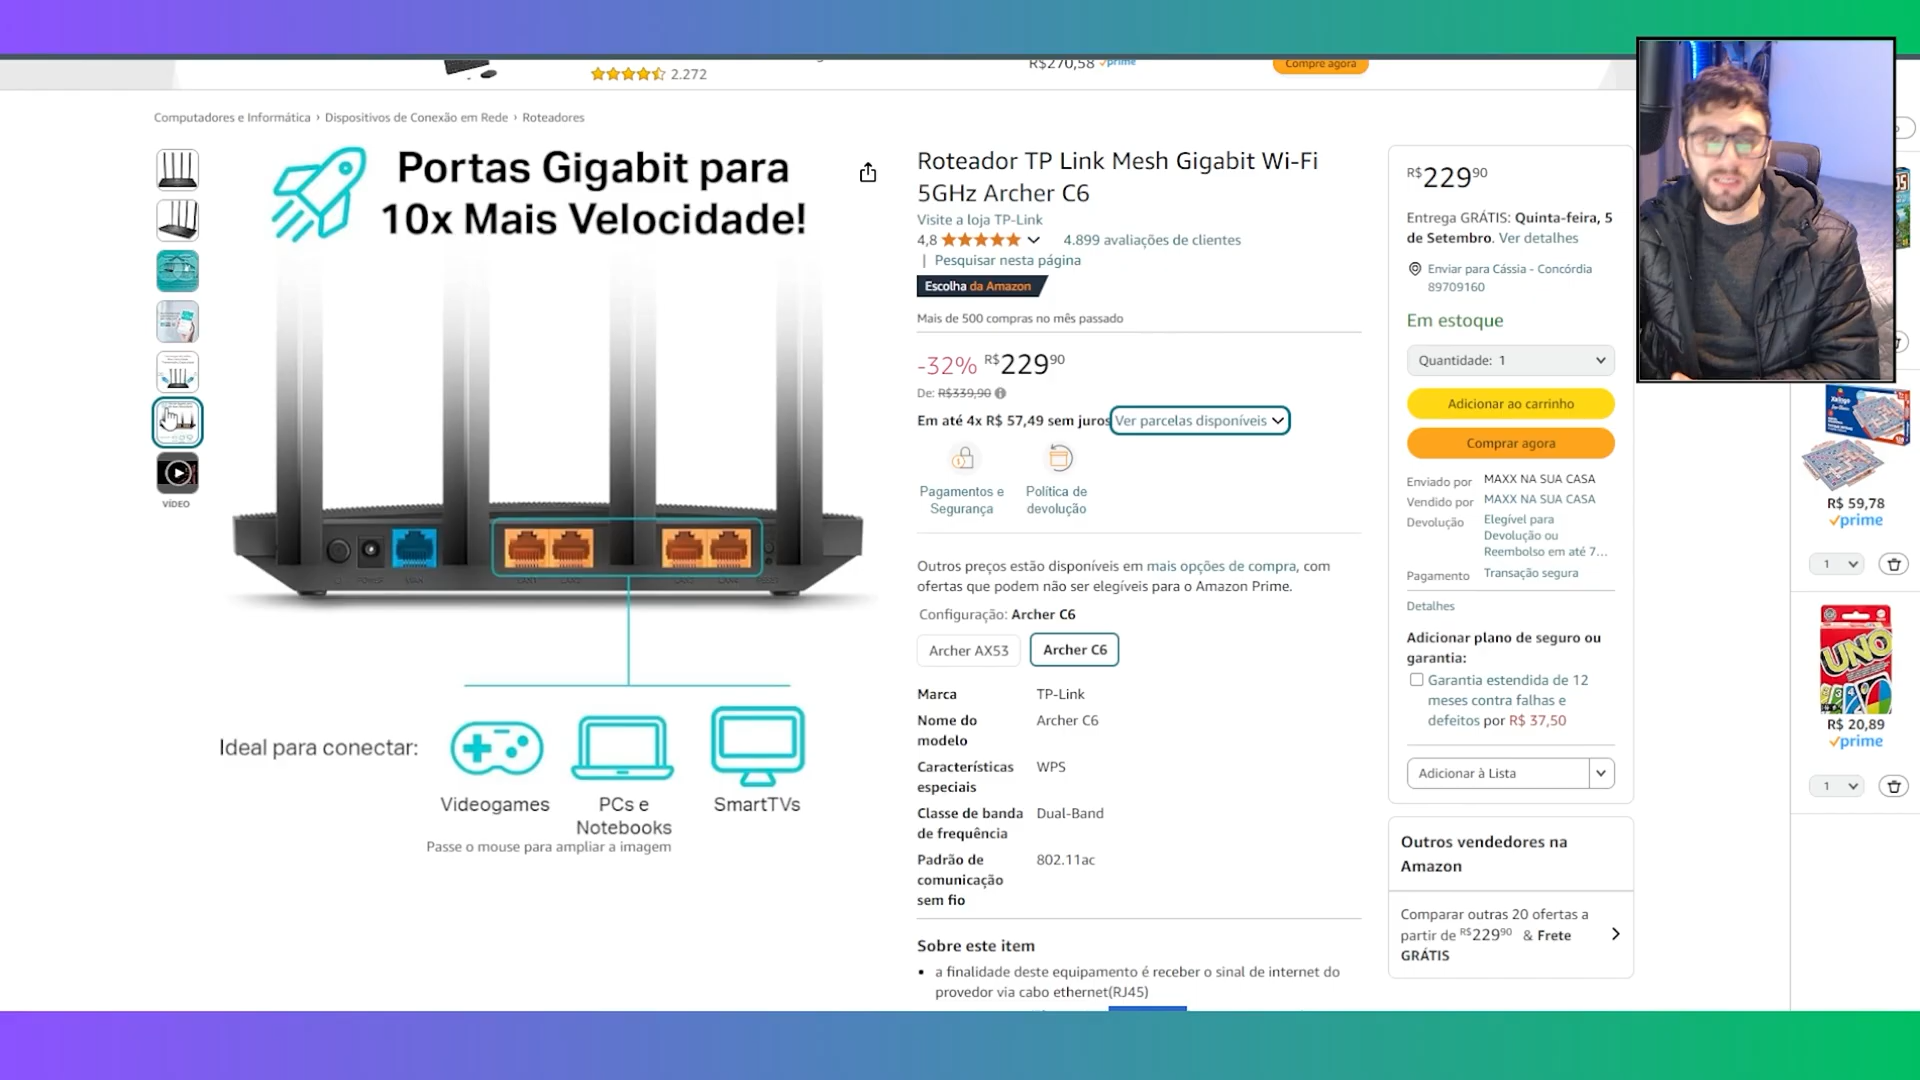 2.272
R$270,58 prime
Compre agora
Computadores e Informática › Dispositivos de Conexão em Rede › Roteadores
Portas Gigabit para
10x Mais Velocidade!
POWER
WAN
LAN1
LAN2
LAN3
LAN4
RESET
Ideal para conectar:
Videogames
PCs e
Notebooks
SmartTVs
Passe o mouse para ampliar a imagem
VÍDEO
Roteador TP Link Mesh Gigabit Wi-Fi
5GHz Archer C6
Visite a loja TP-Link
4,8 4.899 avaliações de clientes
| Pesquisar nesta página
Escolha da Amazon
Mais de 500 compras no mês passado
-32% R$22990
De: R$339,90
Em até 4x R$ 57,49 sem juros Ver parcelas disponíveis
Pagamentos e
Segurança
Política de
devolução
Outros preços estão disponíveis em mais opções de compra, com
ofertas que podem não ser elegíveis para o Amazon Prime.
Configuração: Archer C6
Archer AX53
Archer C6
Marca TP-Link
Nome do Archer C6
modelo
Características WPS
especiais
Classe de banda Dual-Band
de frequência
Padrão de 802.11ac
comunicação
sem fio
Sobre este item
• a finalidade deste equipamento é receber o sinal de internet do
provedor via cabo ethernet(RJ45)
R$22990
Entrega GRÁTIS: Quinta-feira, 5
de Setembro. Ver detalhes
Enviar para Cássia - Concórdia
89709160
Em estoque
Quantidade: 1
Adicionar ao carrinho
Comprar agora
Enviado por MAXX NA SUA CASA
Vendido por MAXX NA SUA CASA
Devolução Elegível para
Devolução ou
Reembolso em até 7...
Pagamento Transação segura
Detalhes
Adicionar plano de seguro ou
garantia:
Garantia estendida de 12
meses contra falhas e
defeitos por R$ 37,50
Adicionar à Lista
Outros vendedores na
Amazon
Comparar outras 20 ofertas a
partir de R$22990 & Frete
GRÁTIS
R$ 59,78
prime
1
UNO
R$ 20,89
prime
1